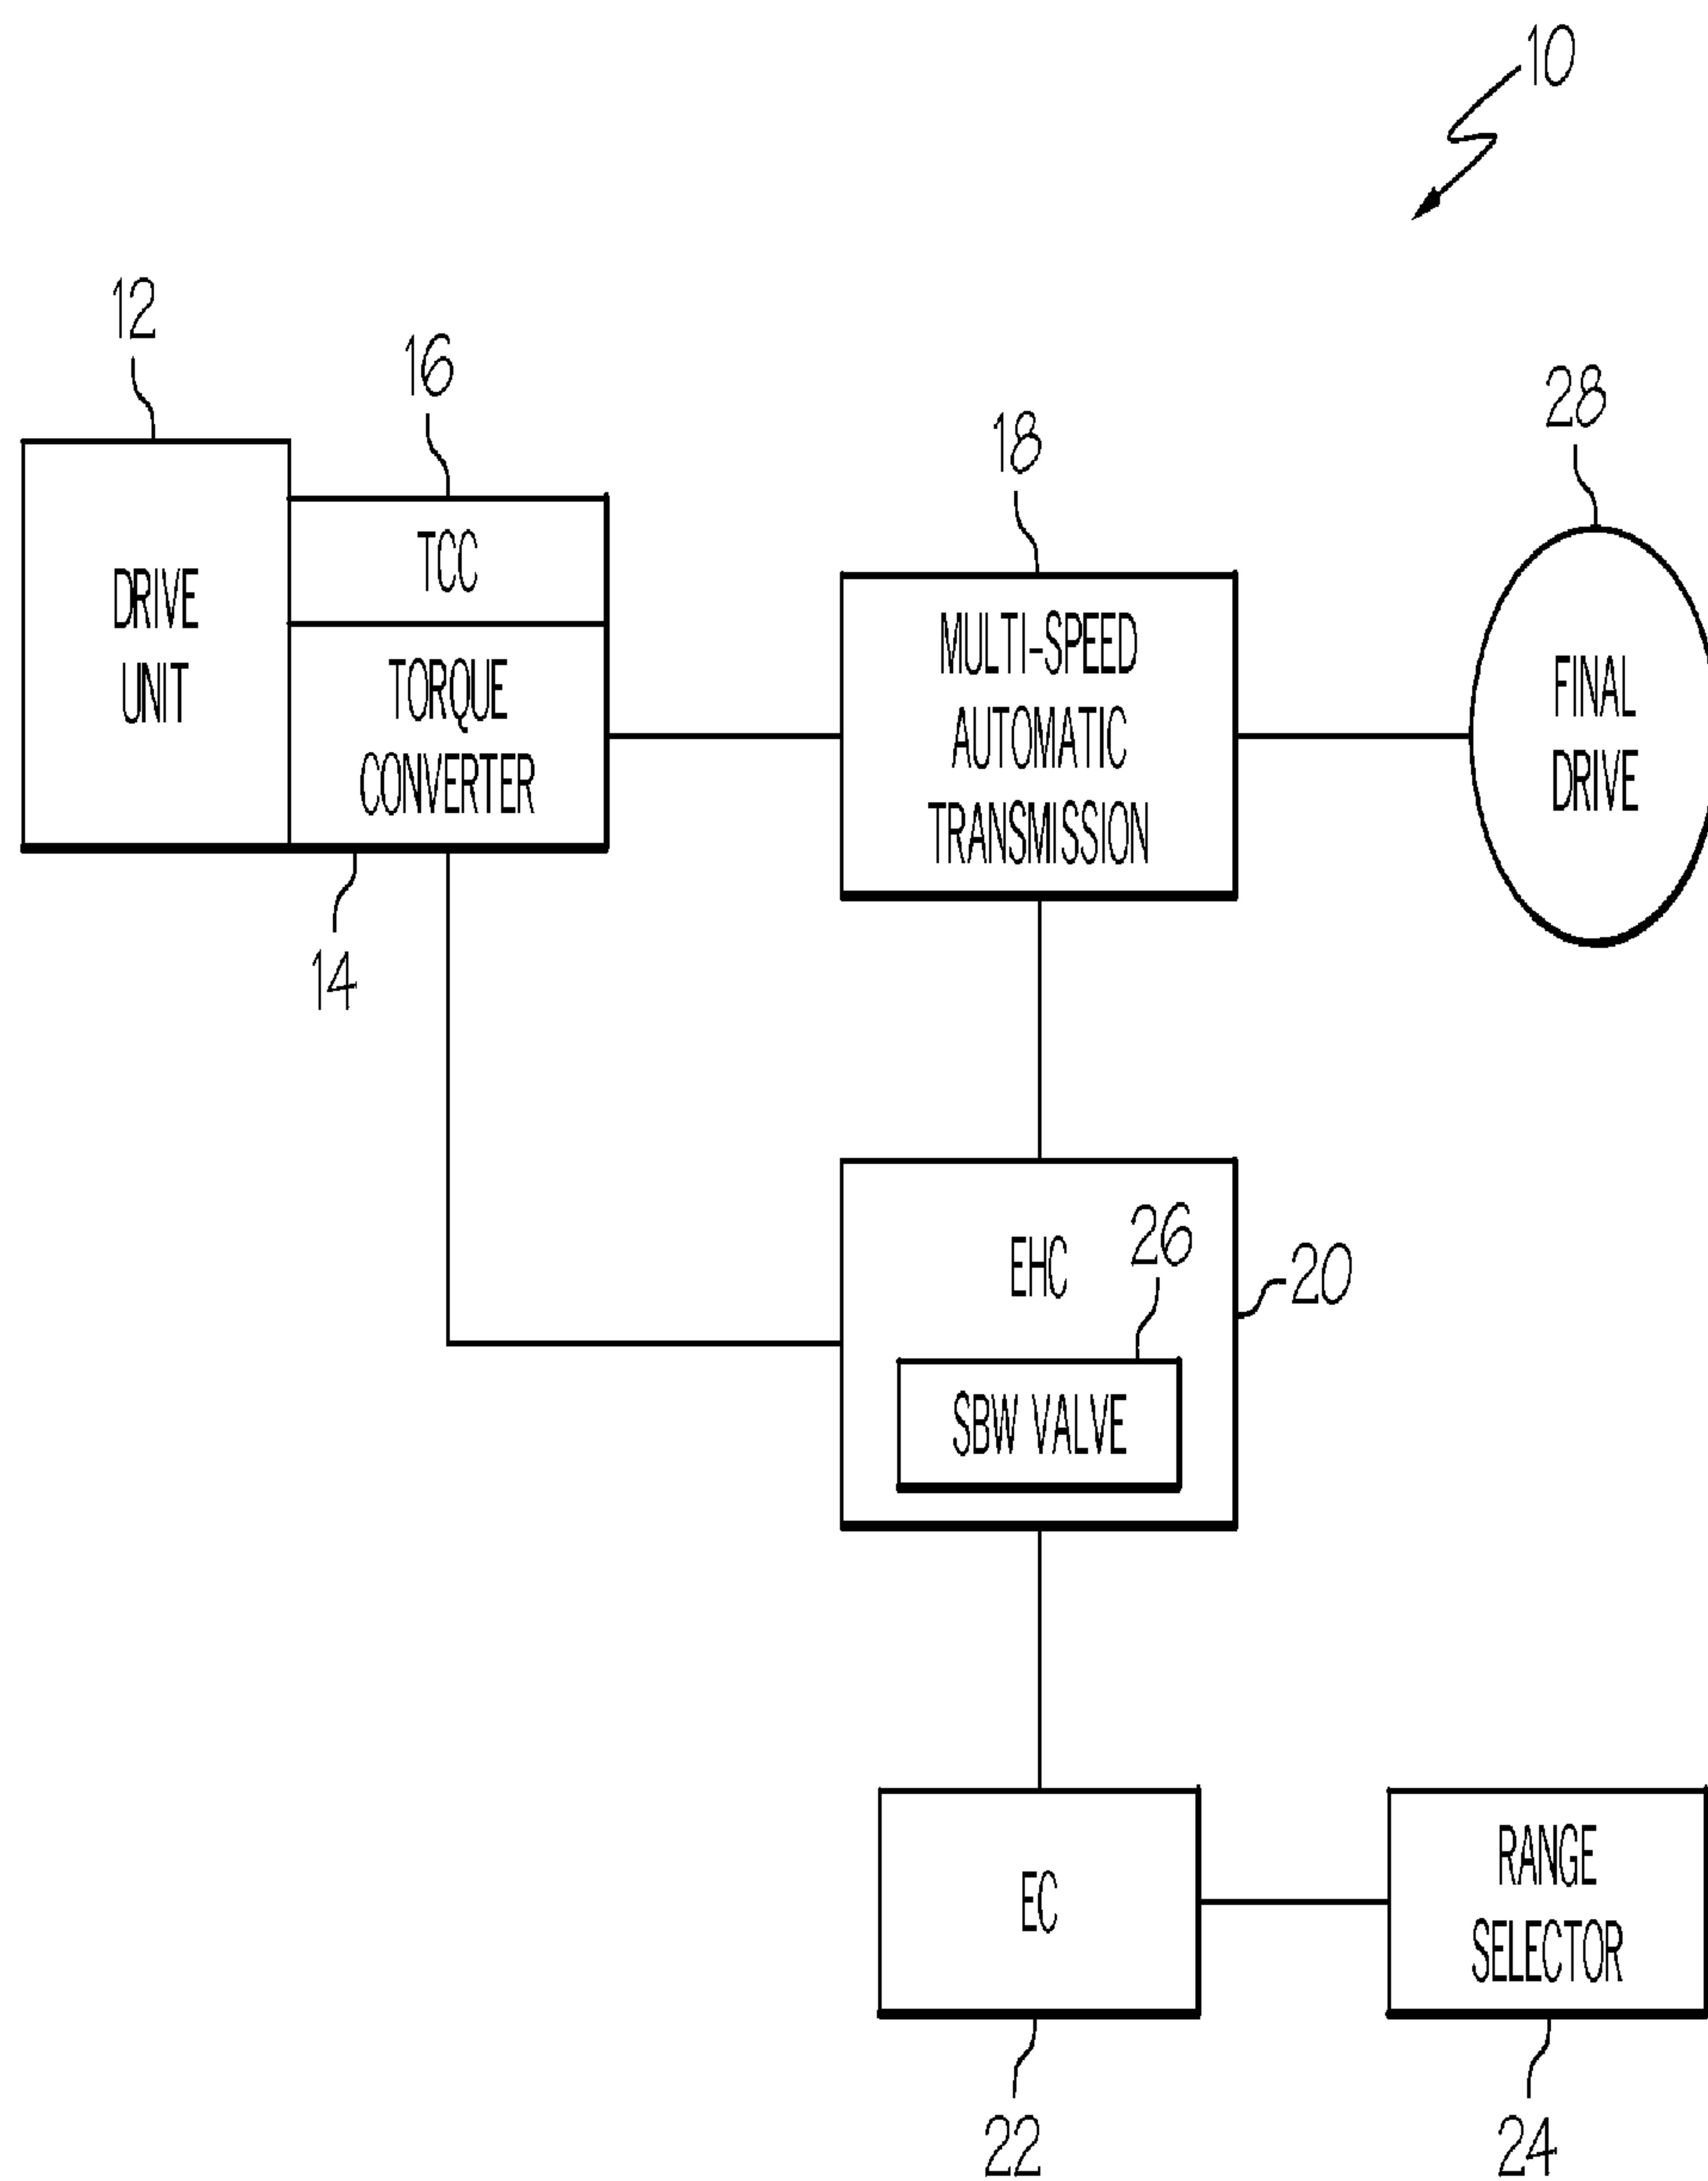 10
12
16
18
28
TCC
DRIVE
UNIT
TORQUE
CONVERTER
MULTI-SPEED
AUTOMATIC
TRANSMISSION
FINAL
DRIVE
14
EHC
26
20
SBW VALVE
EC
RANGE
SELECTOR
22
24